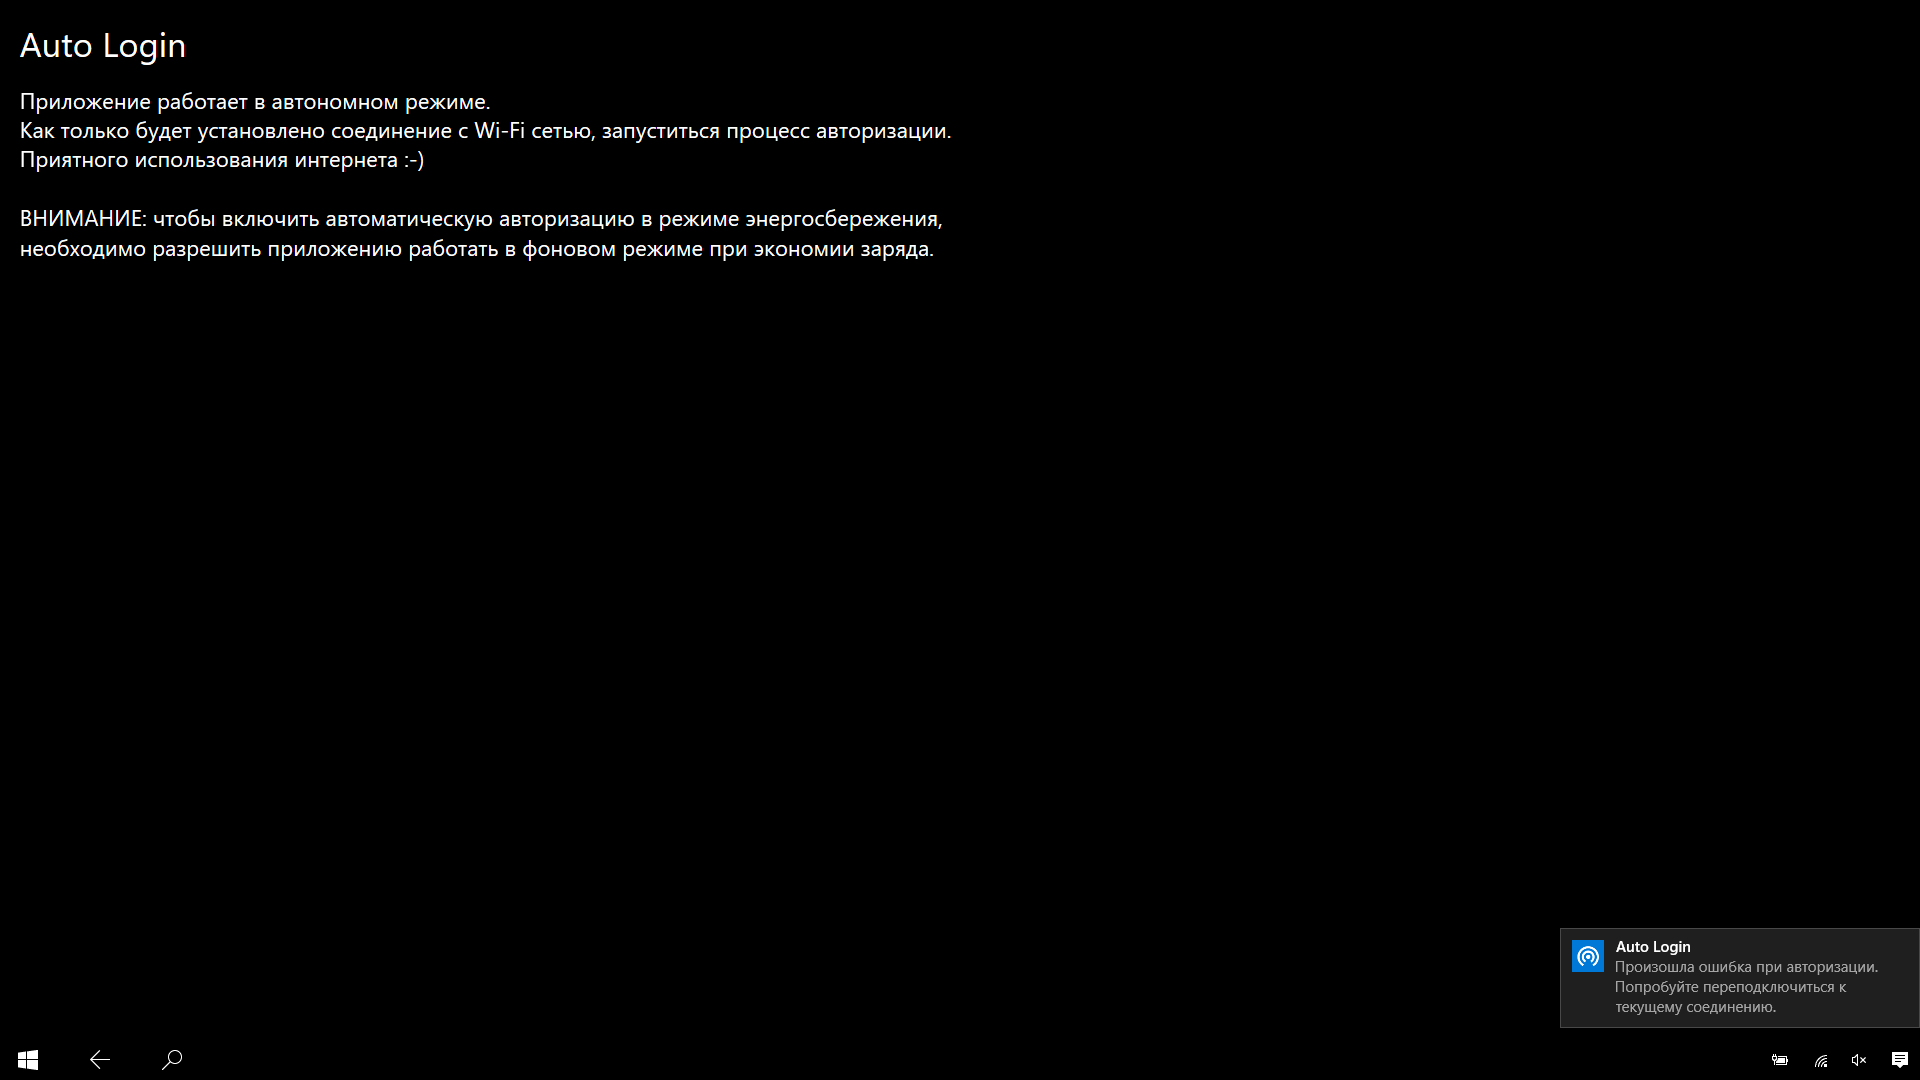 Auto Login
Приложение работает в автономном режиме.
Как только будет установлено соединение с Wi-Fi сетью, запуститься процесс авторизации.
Приятного использования интернета :-)
ВНИМАНИЕ: чтобы включить автоматическую авторизацию в режиме энергосбережения,
необходимо разрешить приложению работать в фоновом режиме при экономии заряда.
Auto Login
Произошла ошибка при авторизации.
Попробуйте переподключиться к
текущему соединению.